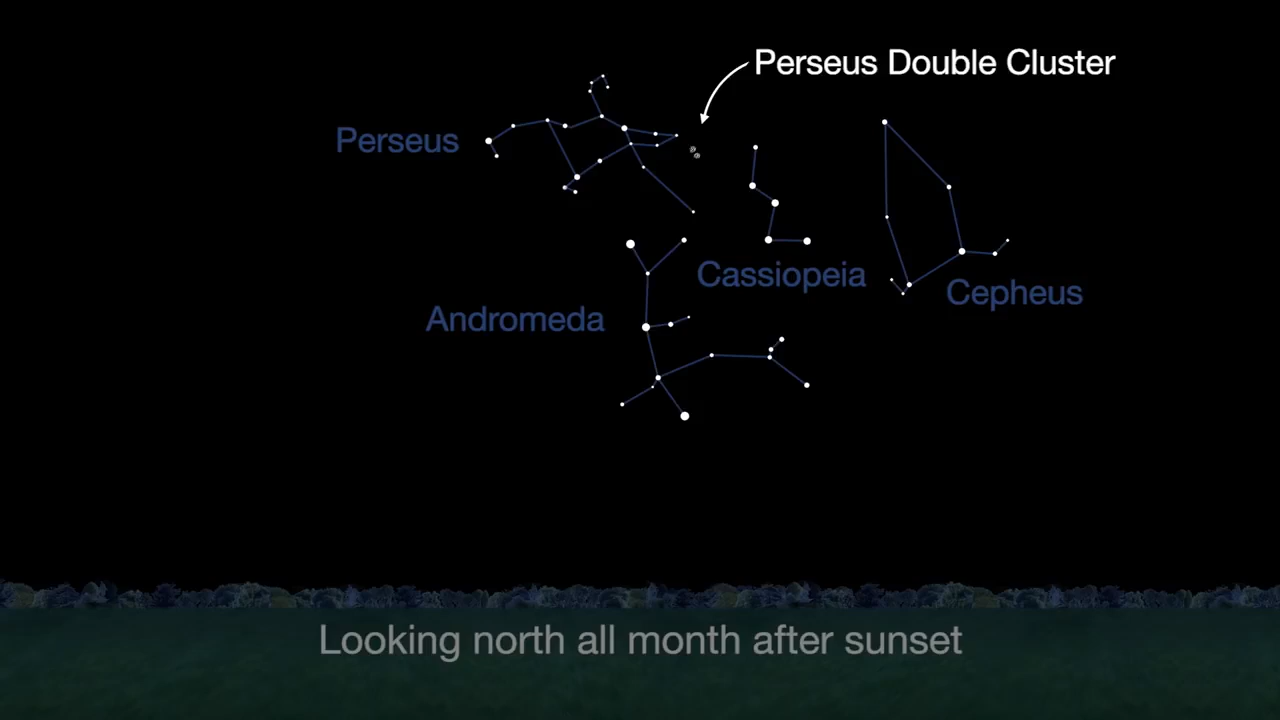 Perseus Double Cluster
Perseus
Cassiopeia
Cepheus
Andromeda
Looking north all month after sunset